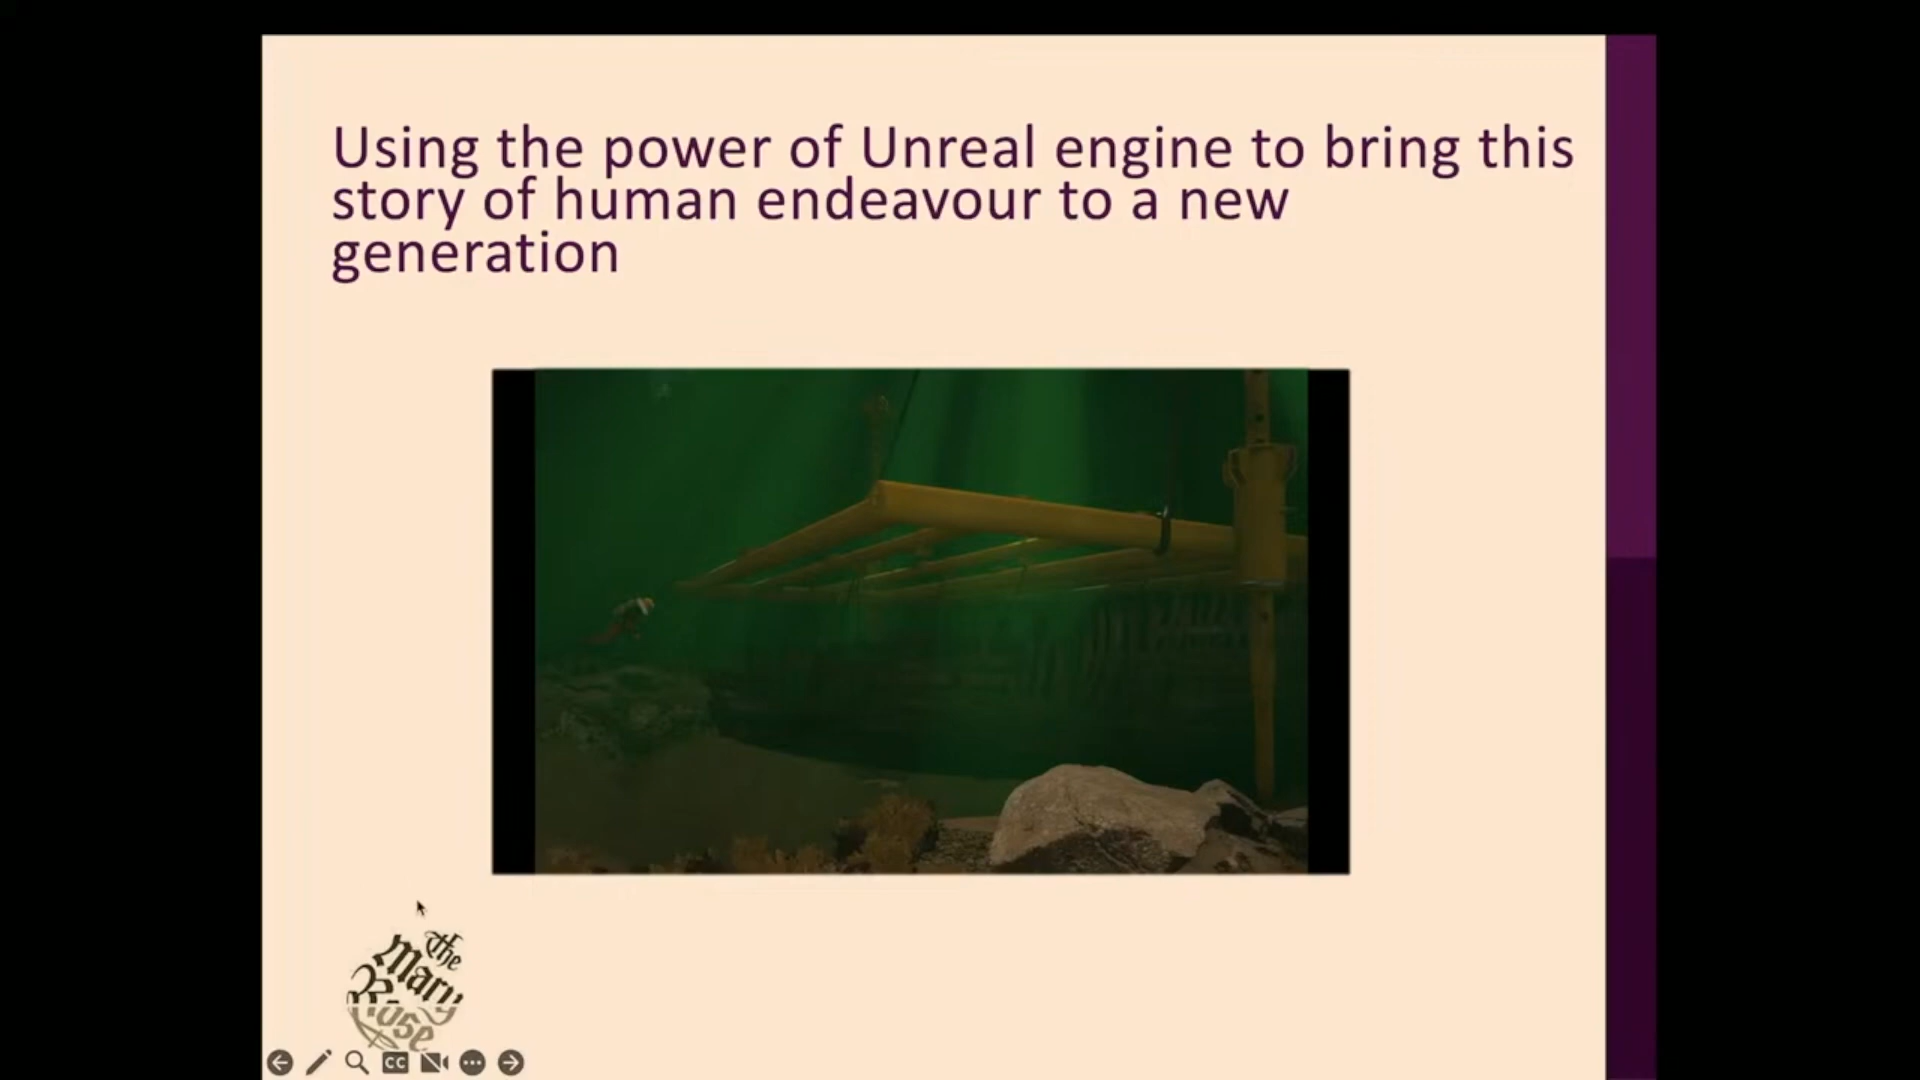 Using the power of Unreal engine to bring this
story of human endeavour to a new
generation
the
Mary
Rose
CC